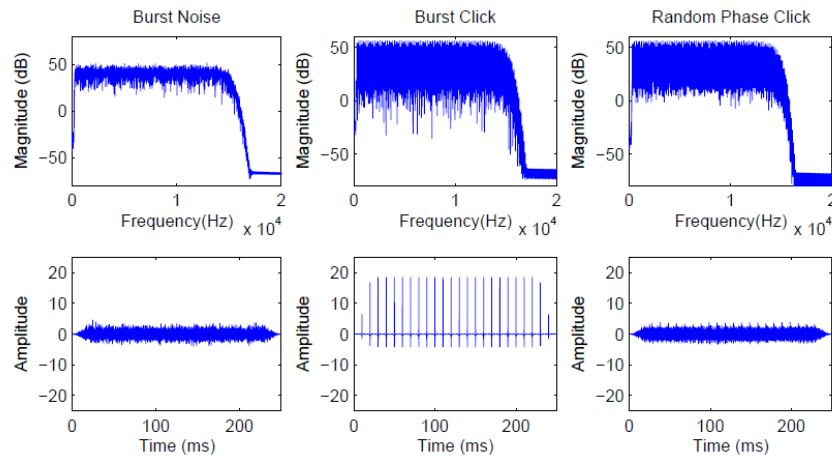 Burst Noise
Burst Click
Random Phase Click
Magnitude (dB)
50
0
−50
0
1
2
Frequency(Hz)
x 10^4
Magnitude (dB)
50
0
−50
0
1
2
Frequency(Hz)
x 10^4
Magnitude (dB)
50
0
−50
0
1
2
Frequency(Hz)
x 10^4
Amplitude
20
10
0
−10
−20
0
100
200
Time (ms)
Amplitude
20
10
0
−10
−20
0
100
200
Time (ms)
Amplitude
20
10
0
−10
−20
0
100
200
Time (ms)